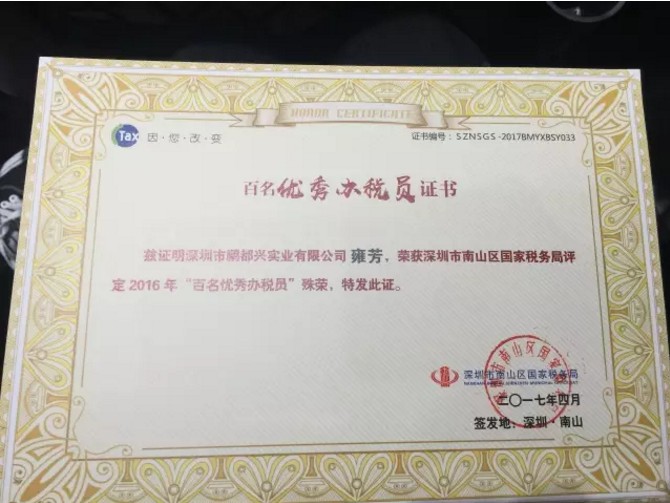 HONOR CERTIFICATE
Tax 因·您·改·变
证书编号：SZNSGS-2017BMYXBSY033
百名优秀办税员证书
兹证明深圳市鹏都兴实业有限公司 雍芳，荣获深圳市南山区国家税务局评
定2016年“百名优秀办税员”殊荣，特发此证。
深圳市南山区国家税务局
二〇一七年四月
签发地：深圳·南山